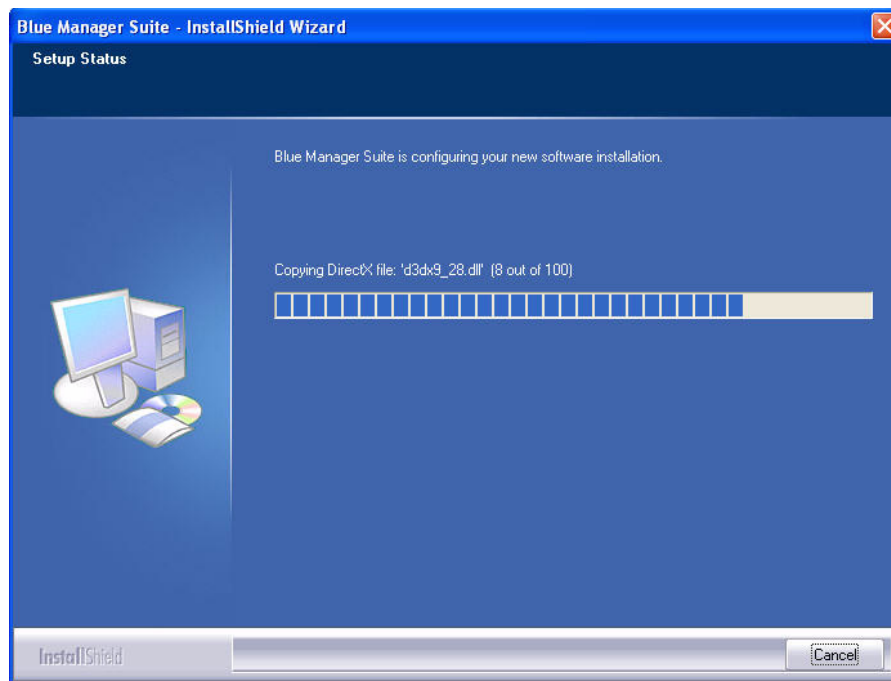 Blue Manager Suite - InstallShield Wizard
Setup Status
Blue Manager Suite is configuring your new software installation.
Copying DirectX file: 'd3dx9_28.dll' (8 out of 100)
InstallShield
Cancel